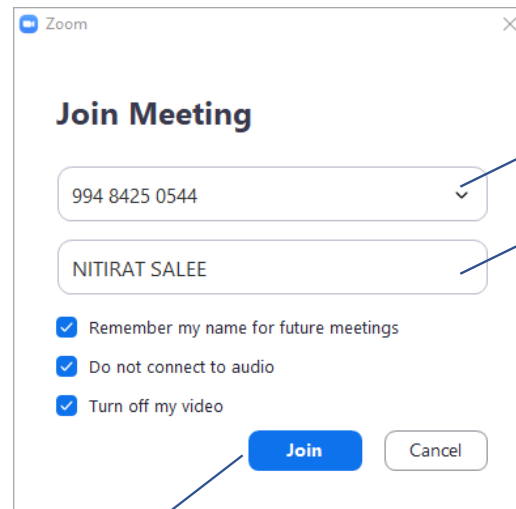 Zoom
Join Meeting
994 8425 0544
NITIRAT SALEE
Remember my name for future meetings
Do not connect to audio
Turn off my video
Join Cancel